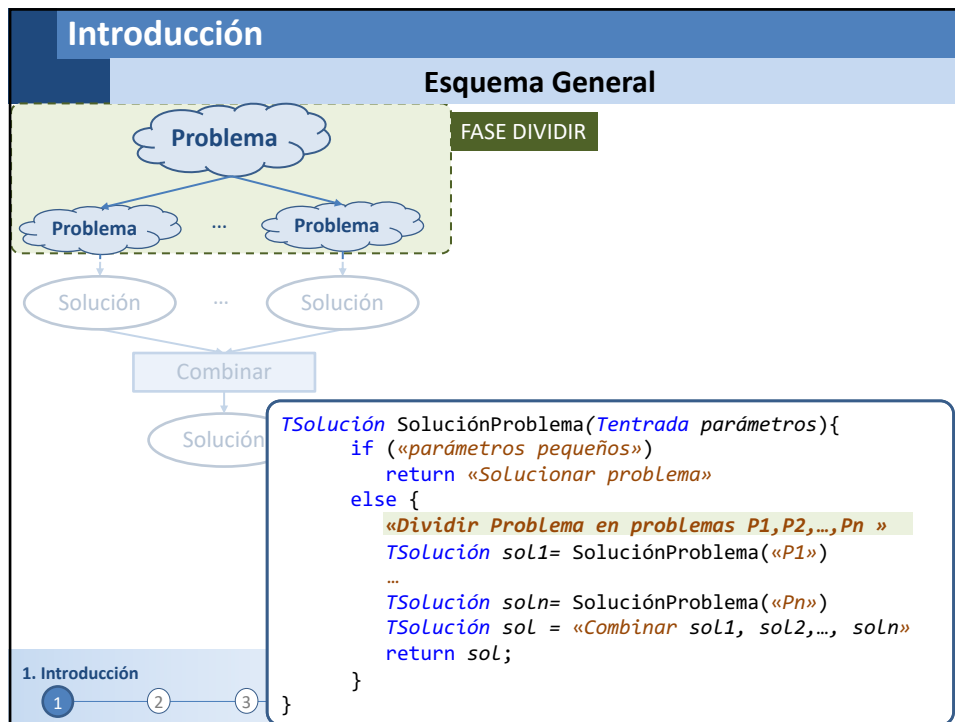 Introducción
Esquema General
Problema
FASE DIVIDIR
Problema
...
Problema
Solución
...
Solución
Combinar
Solución
TSolución SoluciónProblema(Tentrada parámetros){
if («parámetros pequeños»)
return «Solucionar problema»
else {
«Dividir Problema en problemas P1,P2,…,Pn »
TSolución sol1= SoluciónProblema(«P1»)
…
TSolución soln= SoluciónProblema(«Pn»)
TSolución sol = «Combinar sol1, sol2,…, soln»
return sol;
}
}
1. Introducción
1 2 3